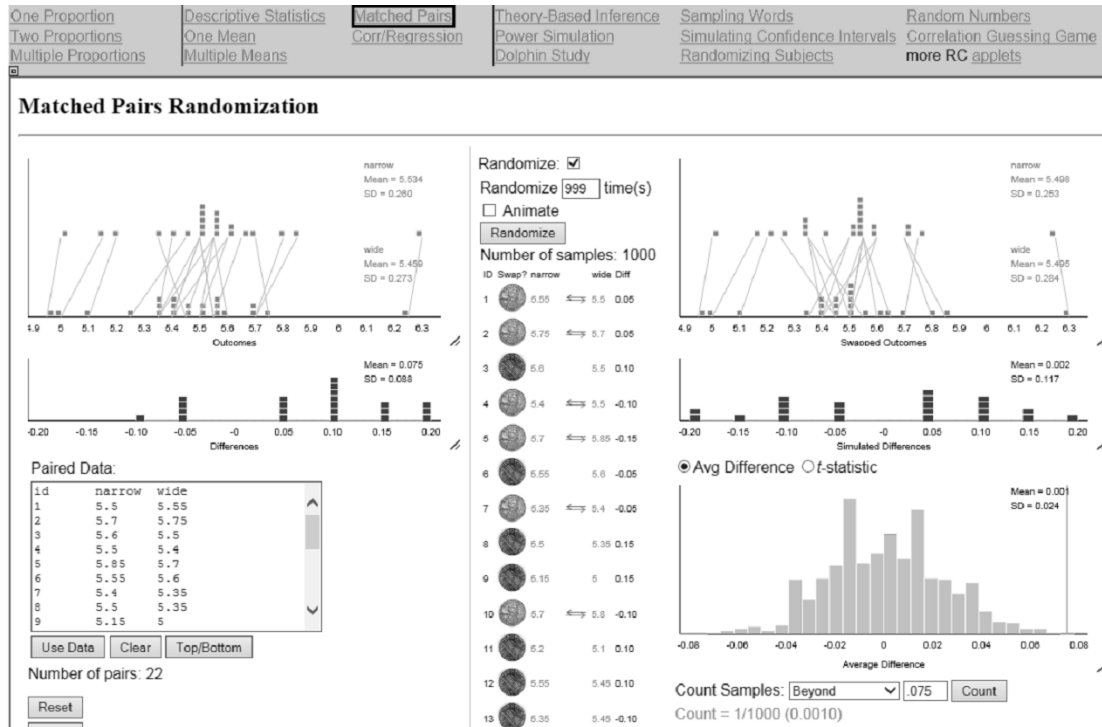 One Proportion Descriptive Statistics Matched Pairs Theory-Based Inference Sampling Words Random Numbers
Two Proportions One Mean Corr/Regression Power Simulation Simulating Confidence Intervals Correlation Guessing Game
Multiple Proportions Multiple Means Dolphin Study Randomizing Subjects more RC applets
Matched Pairs Randomization
narrow
Mean = 5.534
SD = 0.260
wide
Mean = 5.459
SD = 0.273
4.9 5 5.1 5.2 5.3 5.4 5.5 5.6 5.7 5.8 5.9 6 6.1 6.2 6.3
Outcomes
Mean = 0.075
SD = 0.088
-0.20 -0.15 -0.10 -0.05 -0 0.05 0.10 0.15 0.20
Differences
Paired Data:
id narrow wide
1 5.5 5.55
2 5.7 5.75
3 5.6 5.5
4 5.5 5.4
5 5.85 5.7
6 5.55 5.6
7 5.4 5.35
8 5.5 5.35
9 5.15 5
Use Data Clear Top/Bottom
Number of pairs: 22
Reset
Randomize:
Randomize 999 time(s)
Animate
Randomize
Number of samples: 1000
ID Swap? narrow wide Diff
1 5.55 5.5 0.05
2 5.75 5.7 0.05
3 5.6 5.5 0.10
4 5.4 5.5 -0.10
5 5.7 5.85 -0.15
6 5.55 5.6 -0.05
7 5.35 5.4 -0.05
8 5.5 5.35 0.15
9 5.15 5 0.15
10 5.7 5.8 -0.10
11 5.2 5.1 0.10
12 5.55 5.45 0.10
13 5.35 5.45 -0.10
narrow
Mean = 5.498
SD = 0.253
wide
Mean = 5.495
SD = 0.284
4.9 5 5.1 5.2 5.3 5.4 5.5 5.6 5.7 5.8 5.9 6 6.1 6.2 6.3
Swapped Outcomes
Mean = 0.002
SD = 0.117
-0.20 -0.15 -0.10 -0.05 -0 0.05 0.10 0.15 0.20
Simulated Differences
Avg Difference t-statistic
Mean = 0.001
SD = 0.024
-0.08 -0.06 -0.04 -0.02 0 0.02 0.04 0.06 0.08
Average Difference
Count Samples: Beyond .075 Count
Count = 1/1000 (0.0010)